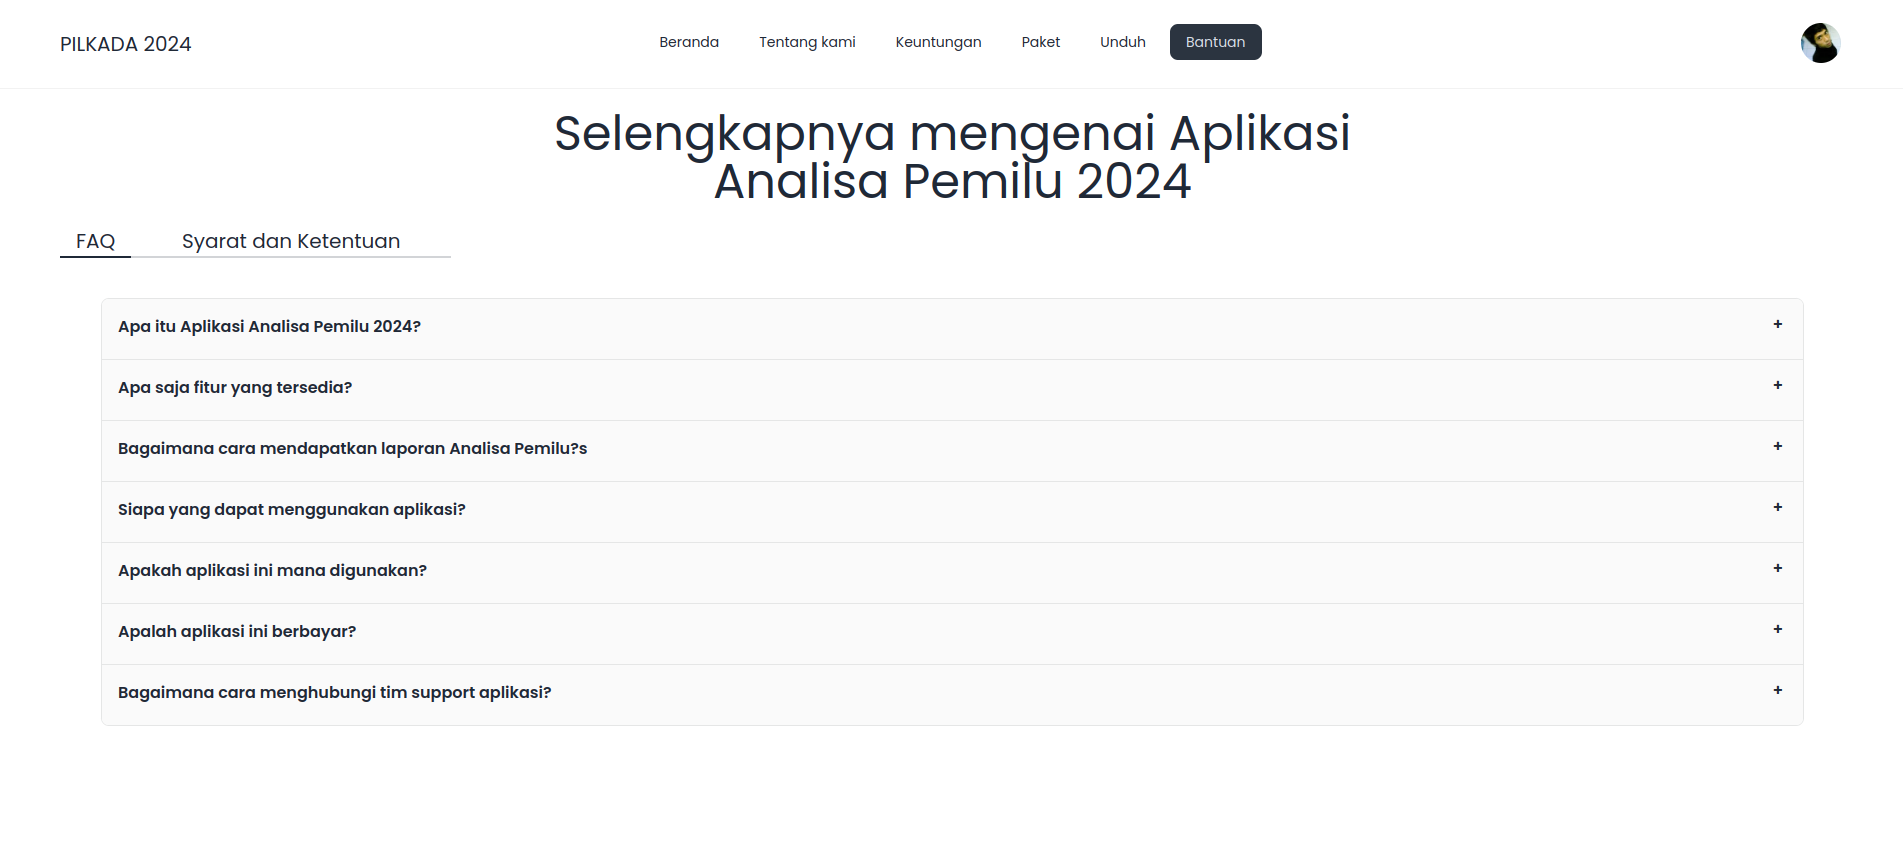 PILKADA 2024
Beranda Tentang kami Keuntungan Paket Unduh Bantuan
Selengkapnya mengenai Aplikasi
Analisa Pemilu 2024
FAQ Syarat dan Ketentuan
Apa itu Aplikasi Analisa Pemilu 2024? +
Apa saja fitur yang tersedia? +
Bagaimana cara mendapatkan laporan Analisa Pemilu?s +
Siapa yang dapat menggunakan aplikasi? +
Apakah aplikasi ini mana digunakan? +
Apalah aplikasi ini berbayar? +
Bagaimana cara menghubungi tim support aplikasi? +